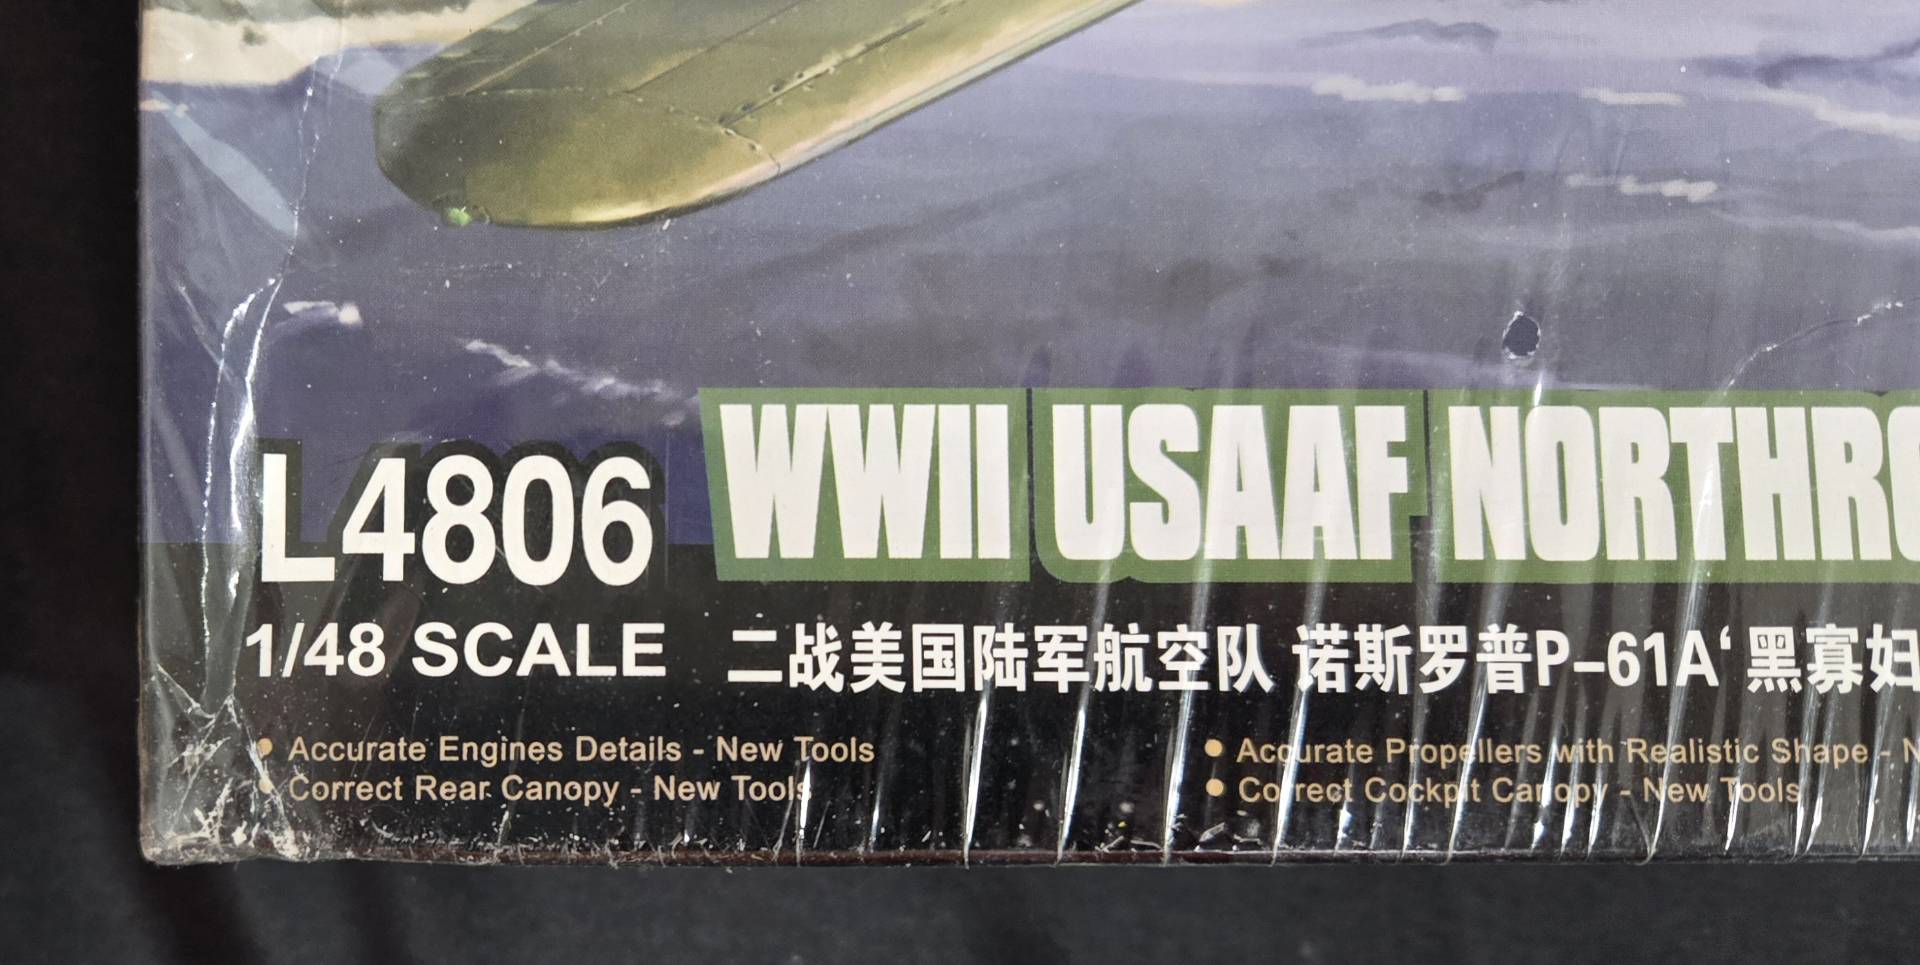 L4806
WWII USAAF NORTHRO
1/48 SCALE
二战美国陆军航空队 诺斯罗普P-61A‘黑寡妇
Accurate Engines Details - New Tools
Correct Rear Canopy - New Tools
Accurate Propellers with Realistic Shape - N
Correct Cockpit Canopy - New Tools